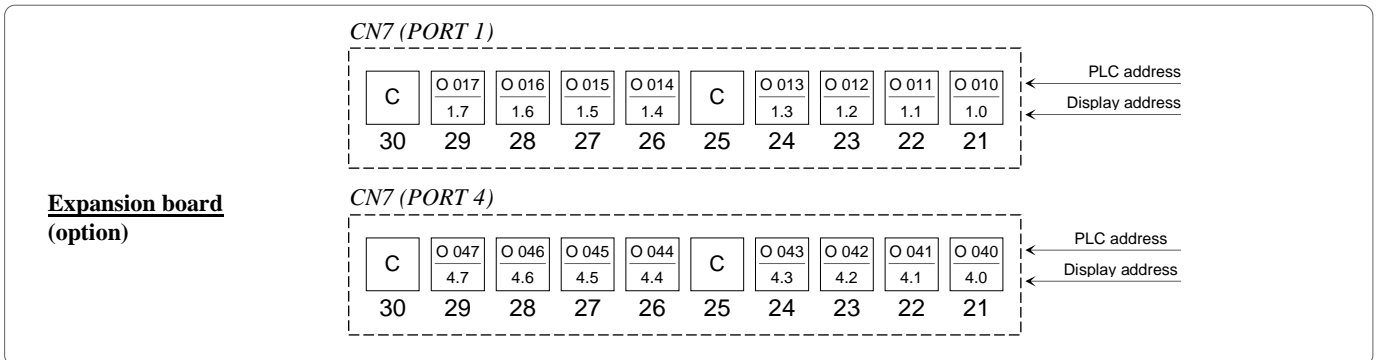 CN7 (PORT 1)
C O 017 O 016 O 015 O 014 C O 013 O 012 O 011 O 010 PLC address
1.7 1.6 1.5 1.4 1.3 1.2 1.1 1.0 Display address
30 29 28 27 26 25 24 23 22 21
Expansion board
(option)
CN7 (PORT 4)
C O 047 O 046 O 045 O 044 C O 043 O 042 O 041 O 040 PLC address
4.7 4.6 4.5 4.4 4.3 4.2 4.1 4.0 Display address
30 29 28 27 26 25 24 23 22 21